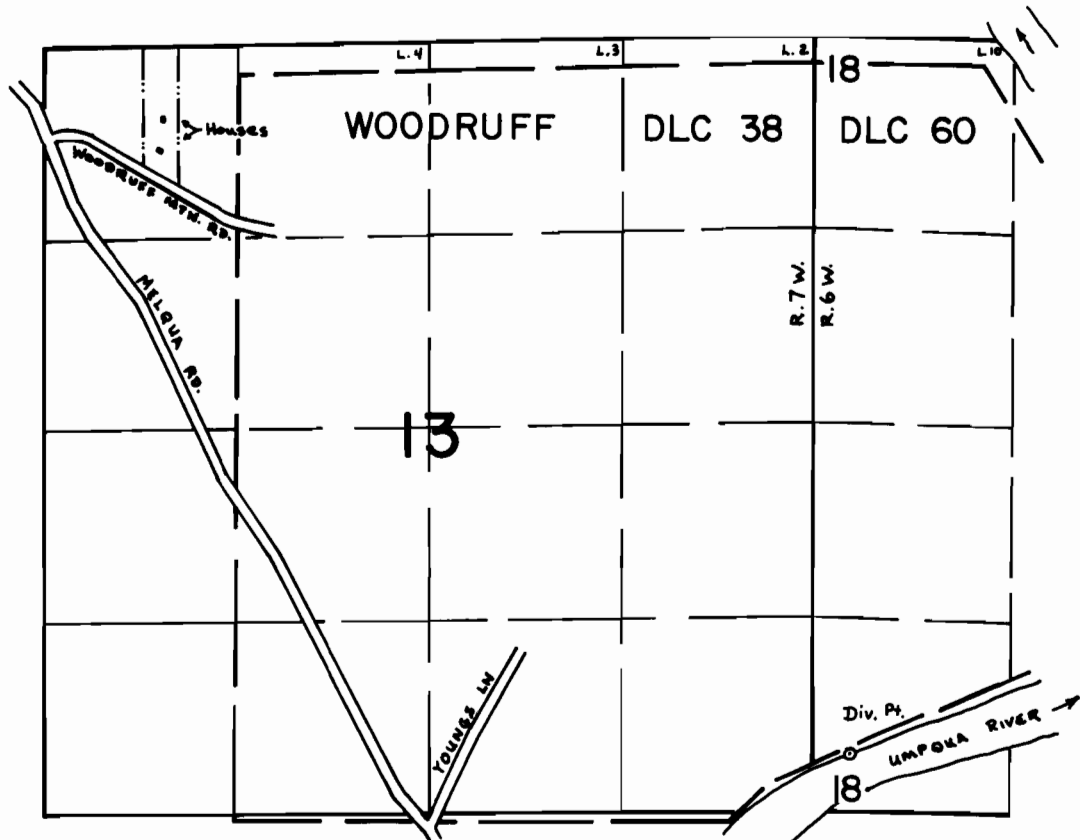 L.4
L.3
L.2
L 10
18
WOODRUFF
DLC 38
DLC 60
Houses
WOODRUFF MTN. RD.
R.7W.
R.6W.
MELQUA RD.
13
YOUNGS LN
Div. Pt.
UMPQUA RIVER
18